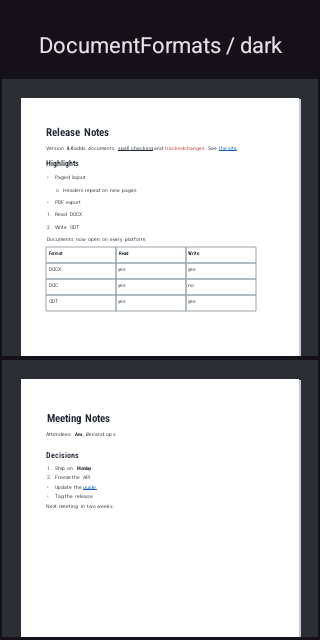 DocumentFormats / dark
Release Notes
Version 8.0 adds documents, spell checking and tracked changes. See the site.
Highlights
- Paged layout
o Headers repeat on new pages
- PDF export
1. Read DOCX
2. Write ODT
Documents now open on every platform.
Format Read Write
DOCX yes yes
DOC yes no
ODT yes yes
Meeting Notes
Attendees: Ana, Ben and ops.
Decisions
1. Ship on Monday
2. Freeze the API
- Update the guide
- Tag the release
Next meeting in two weeks.